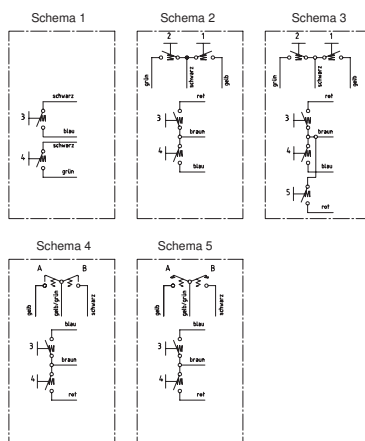 Schema 1
schwarz
3
blau
schwarz
4
grün
Schema 2
2 1
grün schwarz gelb
rot
3
braun
4
blau
Schema 3
2 1
grün schwarz gelb
rot
3
braun
4
blau
5
rot
Schema 4
A B
gelb gelb/grün schwarz
blau
3
braun
4
rot
Schema 5
A B
gelb gelb/grün schwarz
blau
3
braun
4
rot